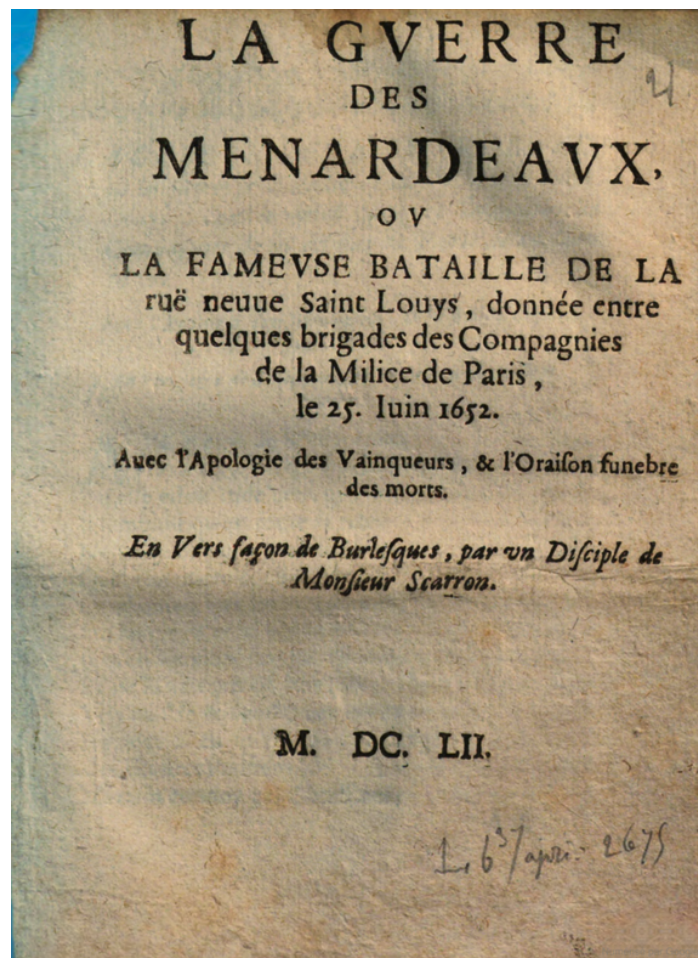 LA GVERRE
DES
MENARDEAVX,
OV
LA FAMEVSE BATAILLE DE LA
ruë neuue Saint Louys, donnée entre
quelques brigades des Compagnies
de la Milice de Paris,
le 25. Iuin 1652.
Auec l'Apologie des Vainqueurs, & l'Oraiſon funebre
des morts.
En Vers façon de Burleſques, par vn Diſciple de
Monſieur Scarron.
M. DC. LII.
2675